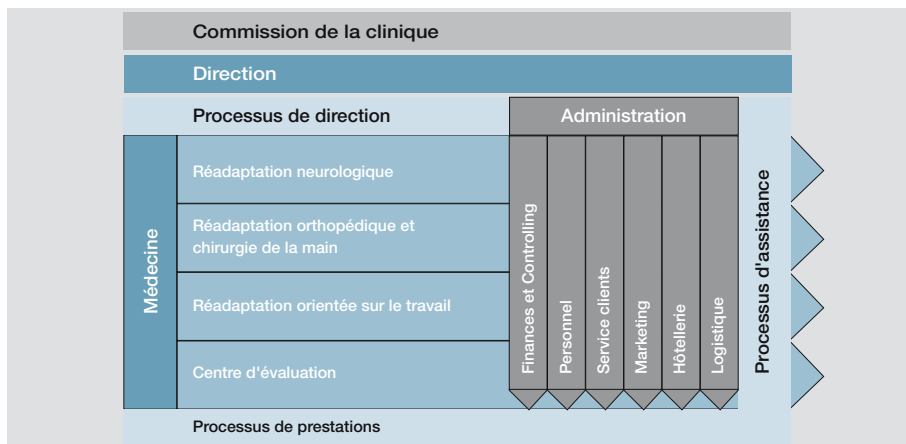 Commission de la clinique
Direction
Processus de direction
Administration
Médecine
Réadaptation neurologique
Réadaptation orthopédique et
chirurgie de la main
Réadaptation orientée sur le travail
Centre d'évaluation
Finances et Controlling
Personnel
Service clients
Marketing
Hôtellerie
Logistique
Processus d'assistance
Processus de prestations